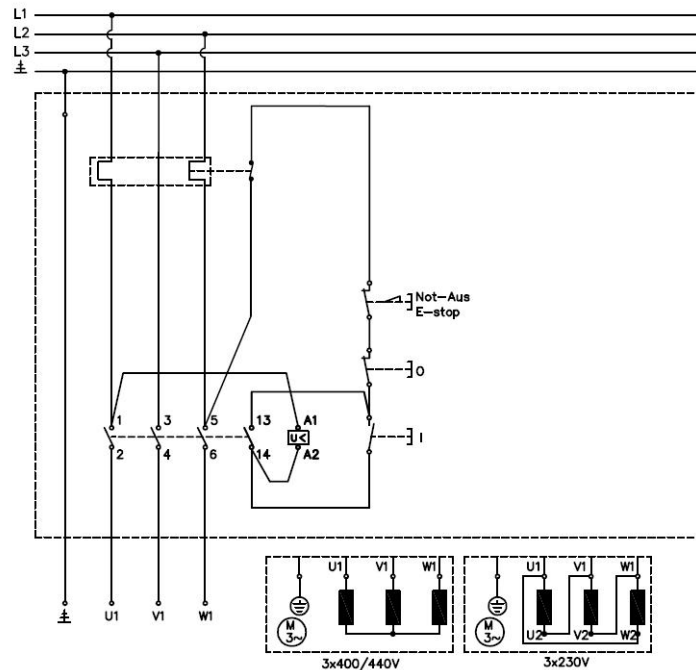 L1
L2
L3
Not-Aus
E-stop
O
1 3 5 13 A1
U<
I
2 4 6 14 A2
U1 V1 W1
U1 V1 W1
M
3~
3x400/440V
U1 V1 W1
U2 V2 W2
M
3~
3x230V